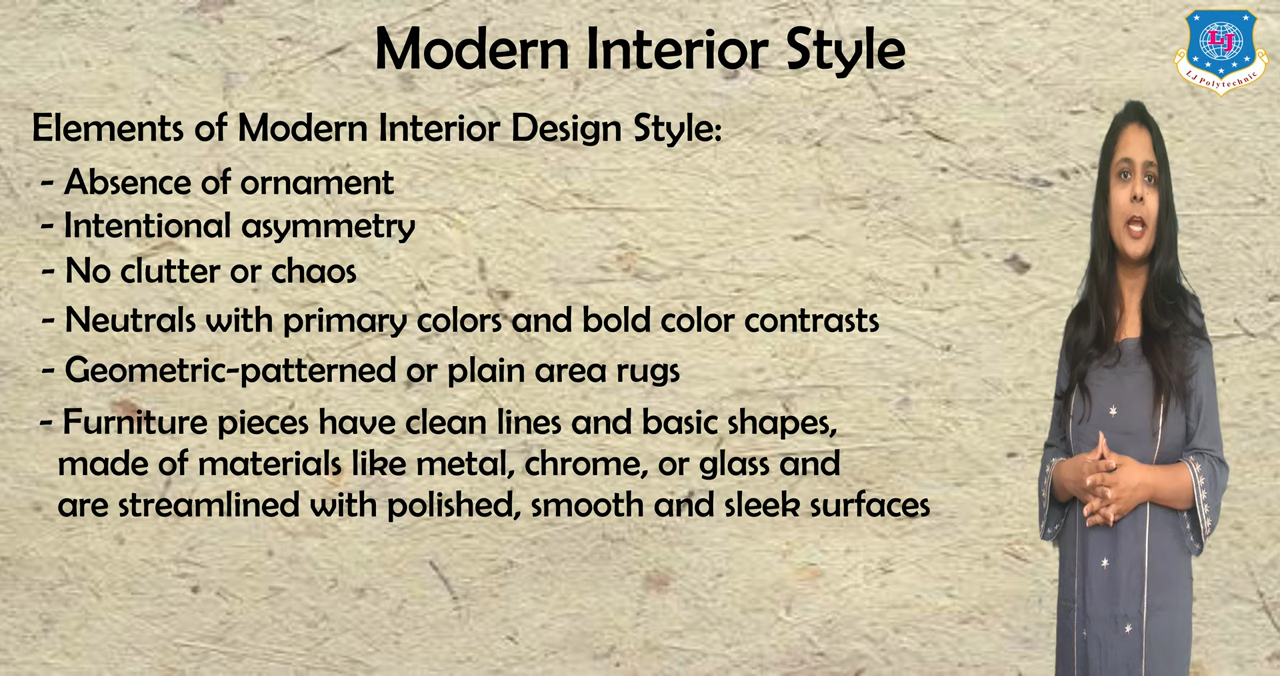 Modern Interior Style
LJ
LJ Polytechnic
Elements of Modern Interior Design Style:
- Absence of ornament
- Intentional asymmetry
- No clutter or chaos
- Neutrals with primary colors and bold color contrasts
- Geometric-patterned or plain area rugs
- Furniture pieces have clean lines and basic shapes,
made of materials like metal, chrome, or glass and
are streamlined with polished, smooth and sleek surfaces